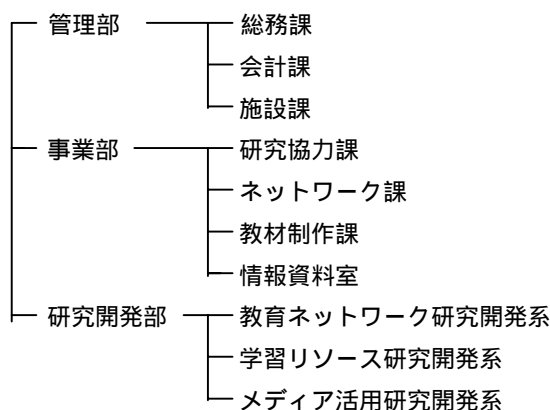 管理部 総務課
会計課
施設課
事業部 研究協力課
ネットワーク課
教材制作課
情報資料室
研究開発部 教育ネットワーク研究開発系
学習リソース研究開発系
メディア活用研究開発系